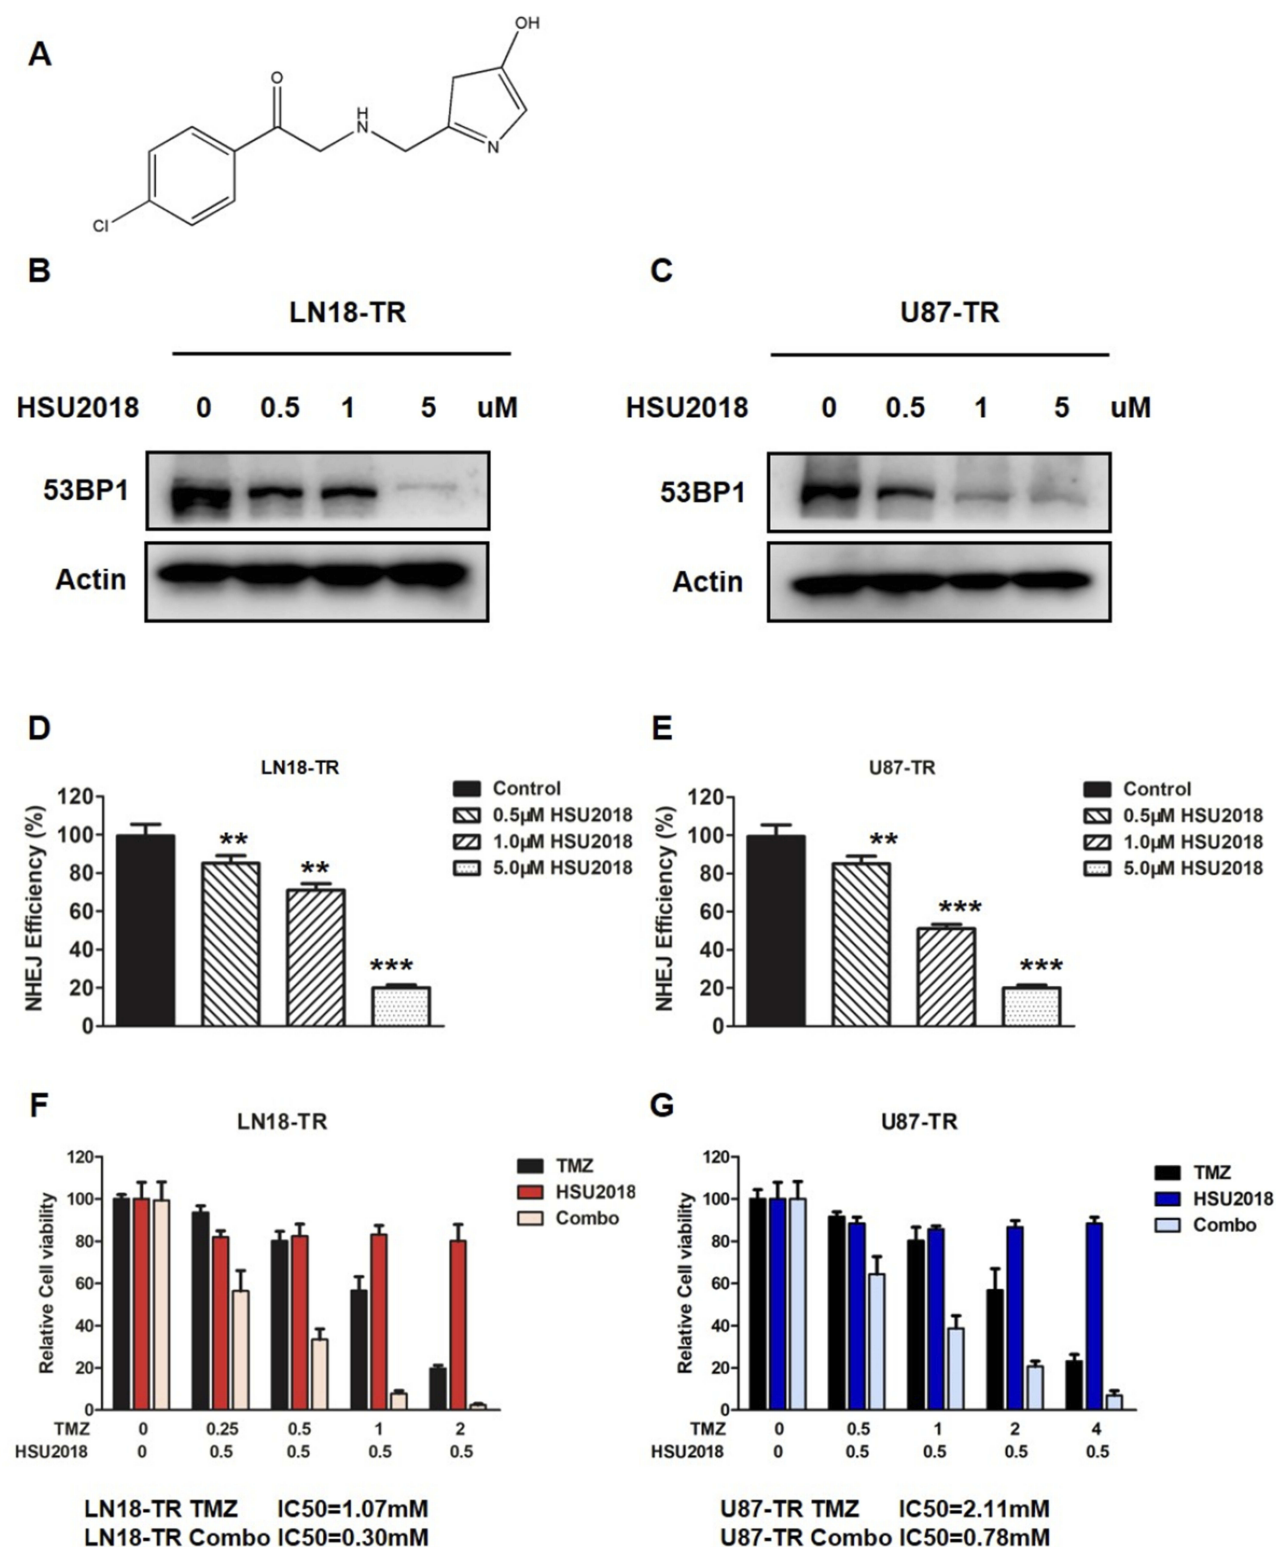 A
OH
O
H
N
N
Cl
B
LN18-TR
HSU2018 0 0.5 1 5 uM
53BP1
Actin
C
U87-TR
HSU2018 0 0.5 1 5 uM
53BP1
Actin
D
LN18-TR
NHEJ Efficiency (%)
120
100
80
60
40
20
0
**
**
***
Control
0.5µM HSU2018
1.0µM HSU2018
5.0µM HSU2018
E
U87-TR
NHEJ Efficiency (%)
120
100
80
60
40
20
0
**
***
***
Control
0.5µM HSU2018
1.0µM HSU2018
5.0µM HSU2018
F
LN18-TR
Relative Cell viability
120
100
80
60
40
20
0
TMZ
HSU2018
Combo
TMZ 0 0.25 0.5 1 2
HSU2018 0 0.5 0.5 0.5 0.5
LN18-TR TMZ IC50=1.07mM
LN18-TR Combo IC50=0.30mM
G
U87-TR
Relative Cell viability
120
100
80
60
40
20
0
TMZ
HSU2018
Combo
TMZ 0 0.5 1 2 4
HSU2018 0 0.5 0.5 0.5 0.5
U87-TR TMZ IC50=2.11mM
U87-TR Combo IC50=0.78mM